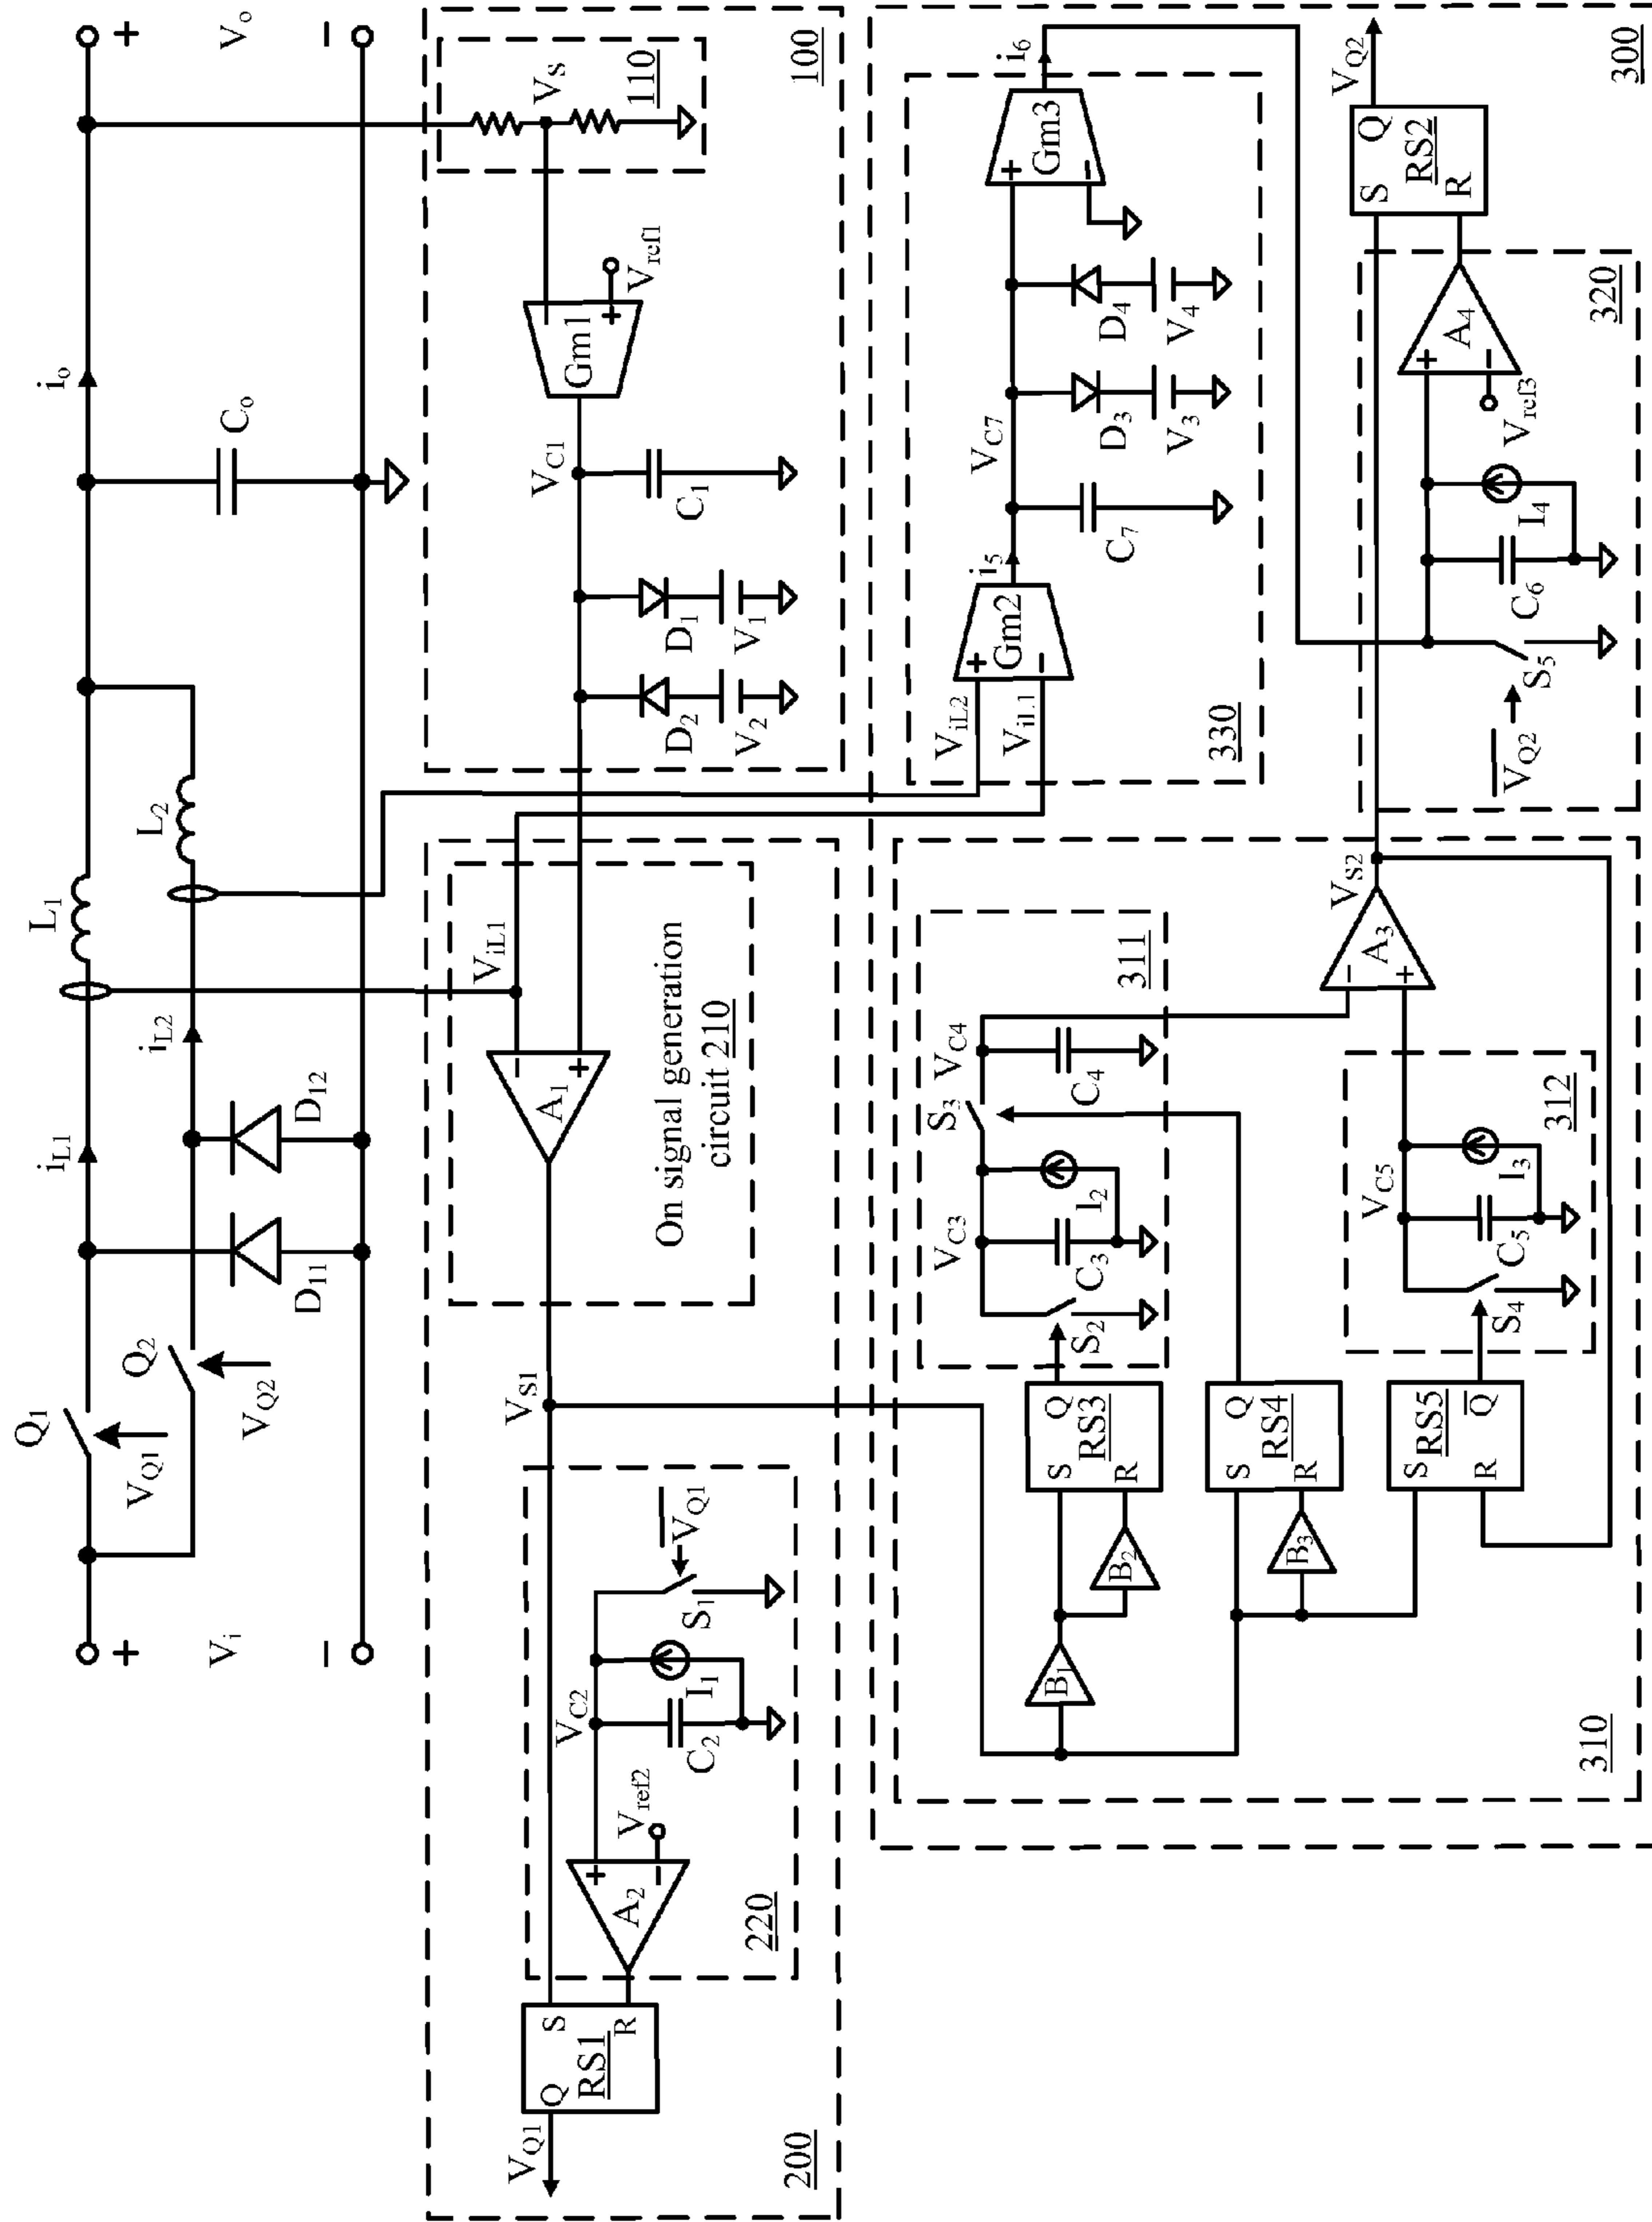 Vi
+
−
Q1
VQ1
Q2
VQ2
D11
D12
iL1
iL2
L1
L2
Co
io
+
Vo
−
100
110
VS
Gm1
−
+
Vref1
VC1
C1
D1
V1
D2
V2
200
On signal generation
circuit 210
A1
−
+
ViL1
VS1
220
S1
VQ1
I1
C2
VC2
Vref2
A2
+
−
RS1
S
R
Q
VQ1
300
330
ViL2
ViL1
Gm2
+
−
i5
VC7
C7
D3
V3
D4
V4
Gm3
+
−
i6
310
B1
B2
B3
RS3
S
R
Q
RS4
S
R
Q
RS5
S
R
Q
311
S2
VC3
C3
I2
S3
VC4
C4
312
S4
VC5
C5
I3
A3
−
+
VS2
320
VQ2
S5
C6
I4
Vref3
A4
+
−
RS2
S
R
Q
VQ2